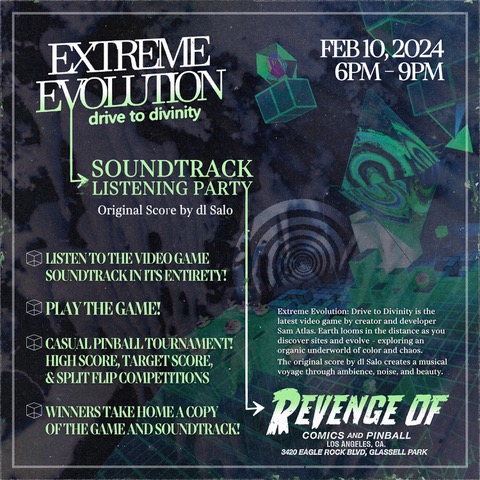 EXTREME
EVOLUTION
drive to divinity
FEB 10, 2024
6PM – 9PM
SOUNDTRACK
LISTENING PARTY
Original Score by dl Salo
LISTEN TO THE VIDEO GAME
SOUNDTRACK IN ITS ENTIRETY!
PLAY THE GAME!
CASUAL PINBALL TOURNAMENT!
HIGH SCORE, TARGET SCORE,
& SPLIT FLIP COMPETITIONS
WINNERS TAKE HOME A COPY
OF THE GAME AND SOUNDTRACK!
Extreme Evolution: Drive to Divinity is the
latest video game by creator and developer
Sam Atlas. Earth looms in the distance as you
discover sites and evolve - exploring an
organic underworld of color and chaos.
The original score by dl Salo creates a musical
voyage through ambience, noise, and beauty.
REVENGE OF
COMICS AND PINBALL
LOS ANGELES, CA.
3420 EAGLE ROCK BLVD, GLASSELL PARK